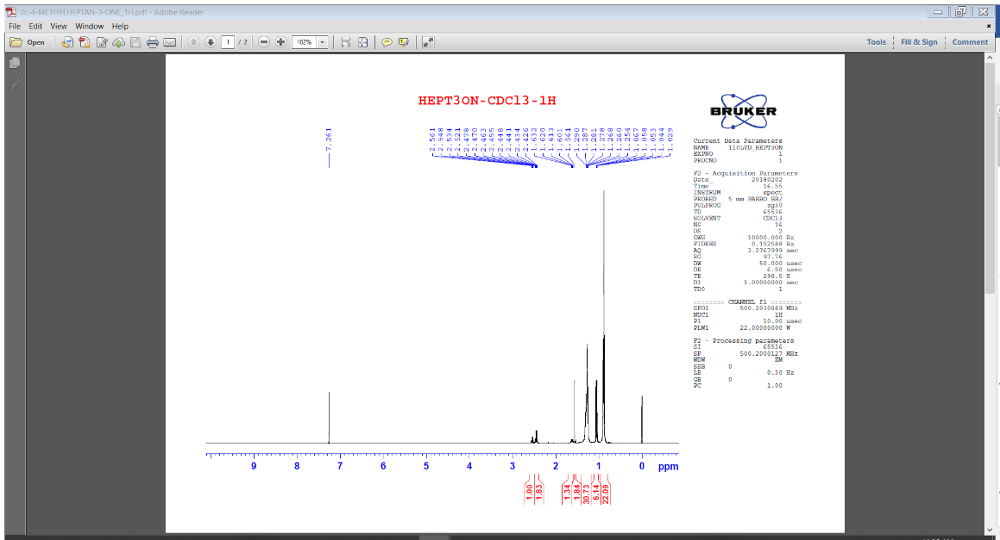 7c-4-METHYLHEPTAN-3-ONE_1H.pdf - Adobe Reader
File Edit View Window Help
Open 1 / 2 102% Tools Fill & Sign Comment
HEPT3ON-CDCl3-1H
BRUKER
7.261
2.561
2.548
2.534
2.521
2.478
2.470
2.463
2.455
2.448
2.441
2.434
2.426
1.632
1.620
1.613
1.601
1.561
1.290
1.287
1.281
1.278
1.268
1.260
1.254
1.067
1.058
1.053
1.044
1.029
Current Data Parameters
NAME 110LVD_HEPT3ON
EXPNO 1
PROCNO 1
F2 - Acquisition Parameters
Date_ 20180202
Time 16.55
INSTRUM spect
PROBHD 5 mm PABBO BB/
PULPROG zg30
TD 65536
SOLVENT CDCl3
NS 16
DS 2
SWH 10000.000 Hz
FIDRES 0.152588 Hz
AQ 3.2767999 sec
RG 97.76
DW 50.000 usec
DE 6.50 usec
TE 298.5 K
D1 1.00000000 sec
TD0 1
======== CHANNEL f1 ========
SFO1 500.2030889 MHz
NUC1 1H
P1 10.00 usec
PLW1 22.00000000 W
F2 - Processing parameters
SI 65536
SF 500.2000127 MHz
WDW EM
SSB 0
LB 0.30 Hz
GB 0
PC 1.00
9 8 7 6 5 4 3 2 1 0 ppm
1.00
1.83
1.34
1.84
30.73
6.14
22.09